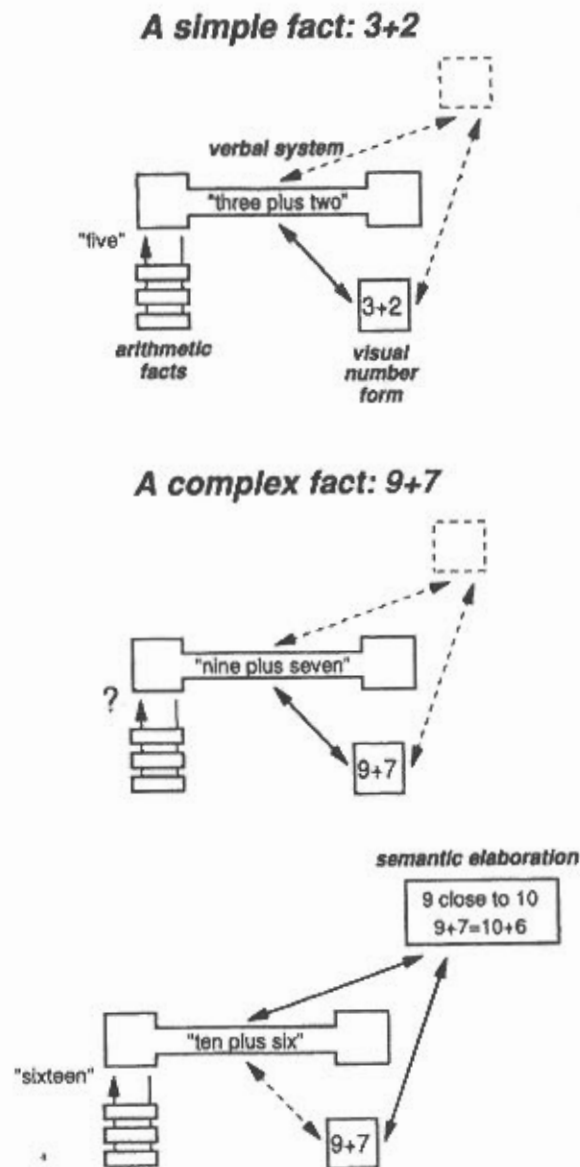 A simple fact: 3+2
verbal system
"three plus two"
"five"
3+2
arithmetic
facts
visual
number
form
A complex fact: 9+7
"nine plus seven"
?
9+7
semantic elaboration
9 close to 10
9+7=10+6
"ten plus six"
"sixteen"
9+7